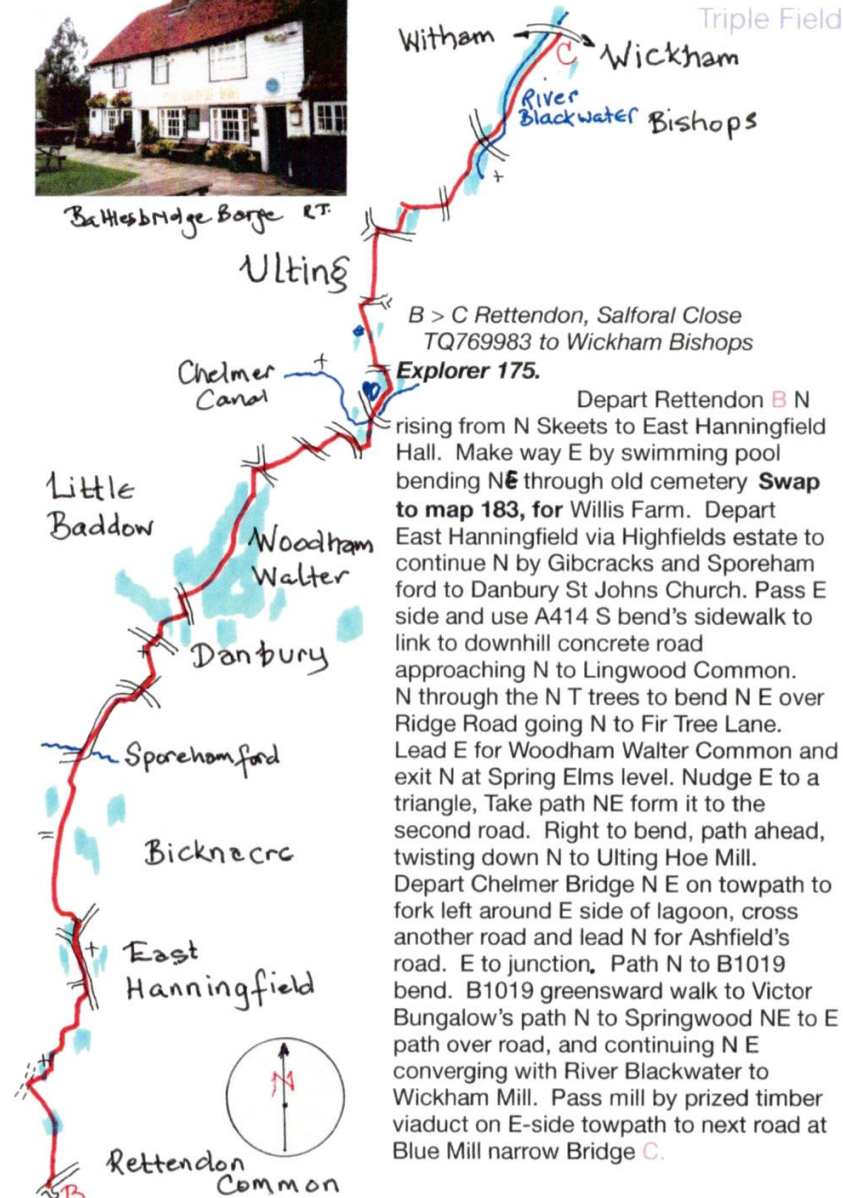 Triple Field
Witham
C
Wickham
River
Blackwater
Bishops
Battlesbridge Barge R.T.
Ulting
B > C Rettendon, Salforal Close
TQ769983 to Wickham Bishops
Explorer 175.
Chelmer
Canal
Depart Rettendon B N
rising from N Skeets to East Hanningfield
Hall. Make way E by swimming pool
bending NE through old cemetery Swap
to map 183, for Willis Farm. Depart
East Hanningfield via Highfields estate to
continue N by Gibcracks and Sporeham
ford to Danbury St Johns Church. Pass E
side and use A414 S bend's sidewalk to
link to downhill concrete road
approaching N to Lingwood Common.
N through the N T trees to bend N E over
Ridge Road going N to Fir Tree Lane.
Lead E for Woodham Walter Common and
exit N at Spring Elms level. Nudge E to a
triangle, Take path NE form it to the
second road. Right to bend, path ahead,
twisting down N to Ulting Hoe Mill.
Depart Chelmer Bridge N E on towpath to
fork left around E side of lagoon, cross
another road and lead N for Ashfield's
road. E to junction. Path N to B1019
bend. B1019 greensward walk to Victor
Bungalow's path N to Springwood NE to E
path over road, and continuing N E
converging with River Blackwater to
Wickham Mill. Pass mill by prized timber
viaduct on E-side towpath to next road at
Blue Mill narrow Bridge C.
Little
Baddow
Woodham
Walter
Danbury
Sporehamford
Bicknacre
East
Hanningfield
N
Rettendon
Common
B